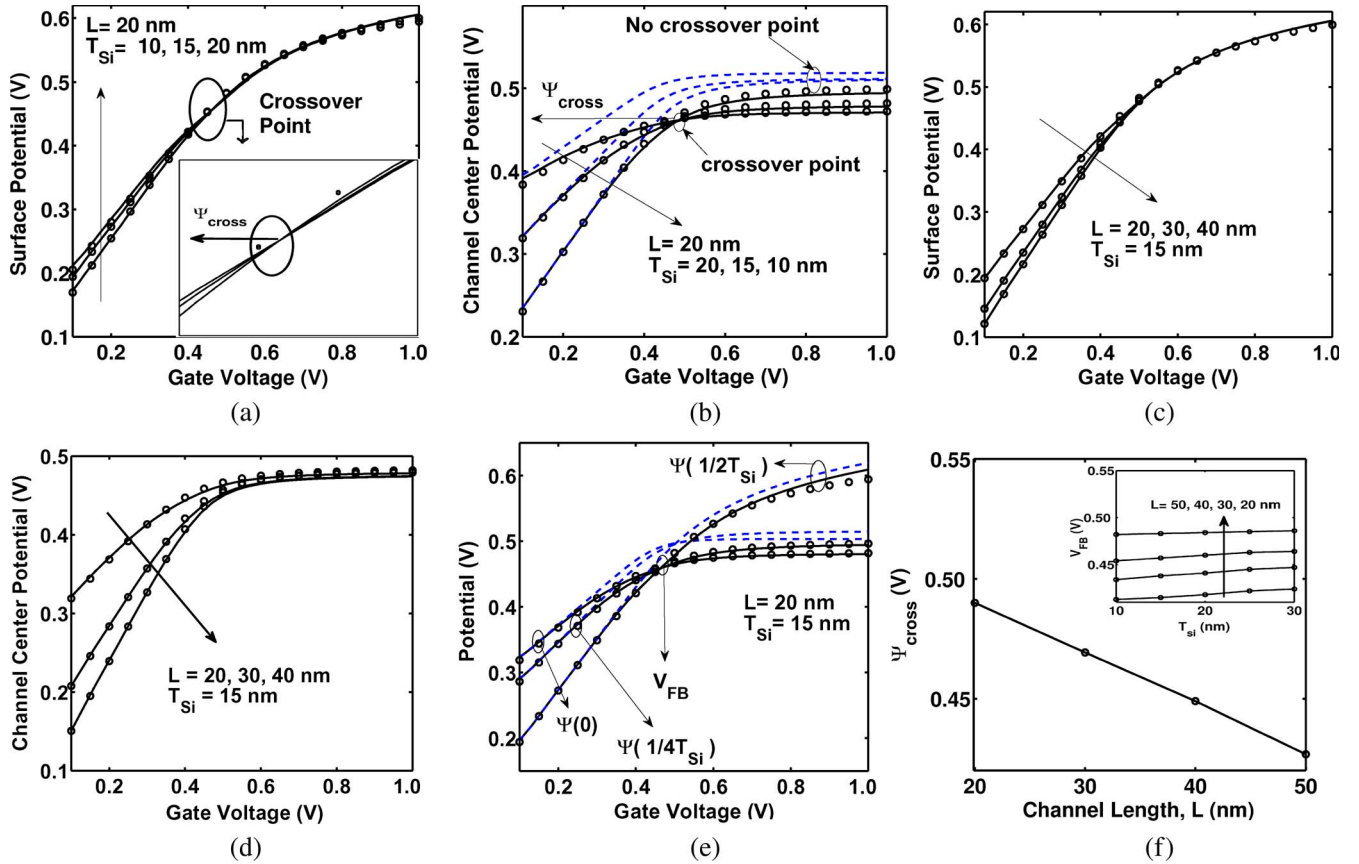 0.6
0.5
0.4
0.3
0.2
0.1
Surface Potential (V)
L= 20 nm
T_Si= 10, 15, 20 nm
Crossover
Point
Ψ_cross
0.2 0.4 0.6 0.8 1.0
Gate Voltage (V)
(a)
0.6
0.5
0.4
0.3
0.2
Channel Center Potential (V)
No crossover point
Ψ_cross
crossover point
L= 20 nm
T_Si= 20, 15, 10 nm
0.2 0.4 0.6 0.8 1.0
Gate Voltage (V)
(b)
0.6
0.5
0.4
0.3
0.2
0.1
Surface Potential (V)
L = 20, 30, 40 nm
T_Si = 15 nm
0.2 0.4 0.6 0.8 1.0
Gate Voltage (V)
(c)
0.5
0.4
0.3
0.2
0.1
Channel Center Potential (V)
L = 20, 30, 40 nm
T_Si = 15 nm
0.2 0.4 0.6 0.8 1.0
Gate Voltage (V)
(d)
0.6
0.5
0.4
0.3
0.2
Potential (V)
Ψ( 1/2T_Si )
L= 20 nm
T_Si= 15 nm
V_FB
Ψ(0)
Ψ( 1/4T_Si )
0.2 0.4 0.6 0.8 1.0
Gate Voltage (V)
(e)
0.55
0.50
0.45
Ψ_cross (V)
0.55
0.50
0.45
V_FB (V)
L= 50, 40, 30, 20 nm
10 20 30
T_Si (nm)
20 30 40 50
Channel Length, L (nm)
(f)